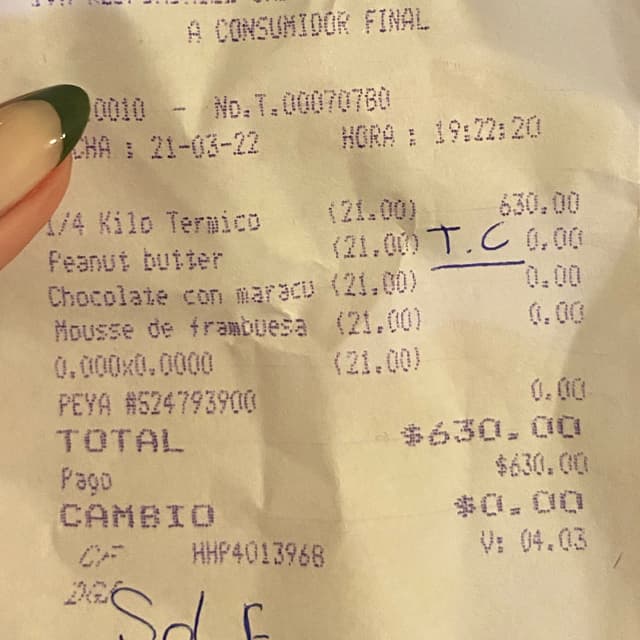 A CONSUMIDOR FINAL
0010 - No.T.00070780
CHA : 21-03-22 HORA : 19:22:20
1/4 Kilo Termico (21.00) 630.00
Peanut butter (21.00) T.C 0.00
Chocolate con maracu (21.00) 0.00
Mousse de frambuesa (21.00) 0.00
0.000x0.0000 (21.00)
PEYA #524793900 0.00
TOTAL $630.00
Pago $630.00
CAMBIO $0.00
CF HHP4013968 V: 04.03